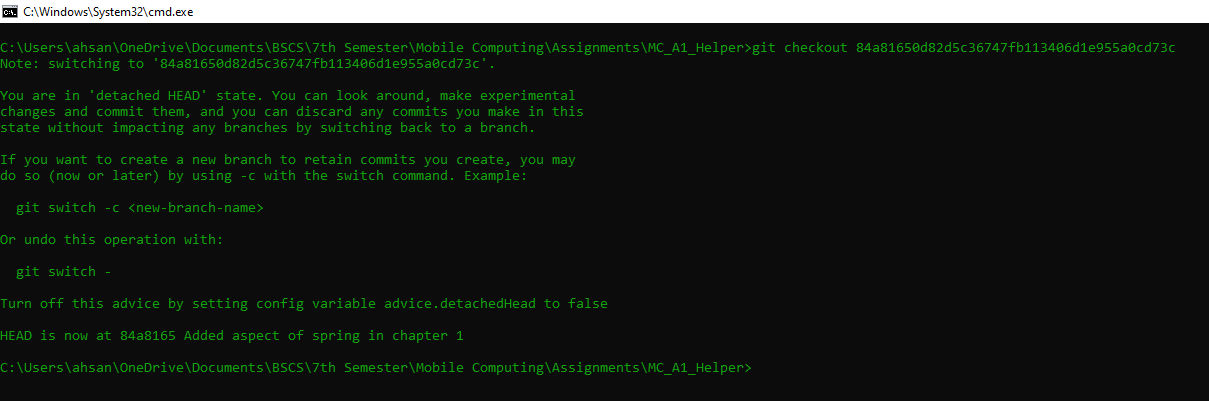 C:\Windows\System32\cmd.exe
C:\Users\ahsan\OneDrive\Documents\BSCS\7th Semester\Mobile Computing\Assignments\MC_A1_Helper>git checkout 84a81650d82d5c36747fb113406d1e955a0cd73c
Note: switching to '84a81650d82d5c36747fb113406d1e955a0cd73c'.
You are in 'detached HEAD' state. You can look around, make experimental
changes and commit them, and you can discard any commits you make in this
state without impacting any branches by switching back to a branch.
If you want to create a new branch to retain commits you create, you may
do so (now or later) by using -c with the switch command. Example:
git switch -c <new-branch-name>
Or undo this operation with:
git switch -
Turn off this advice by setting config variable advice.detachedHead to false
HEAD is now at 84a8165 Added aspect of spring in chapter 1
C:\Users\ahsan\OneDrive\Documents\BSCS\7th Semester\Mobile Computing\Assignments\MC_A1_Helper>